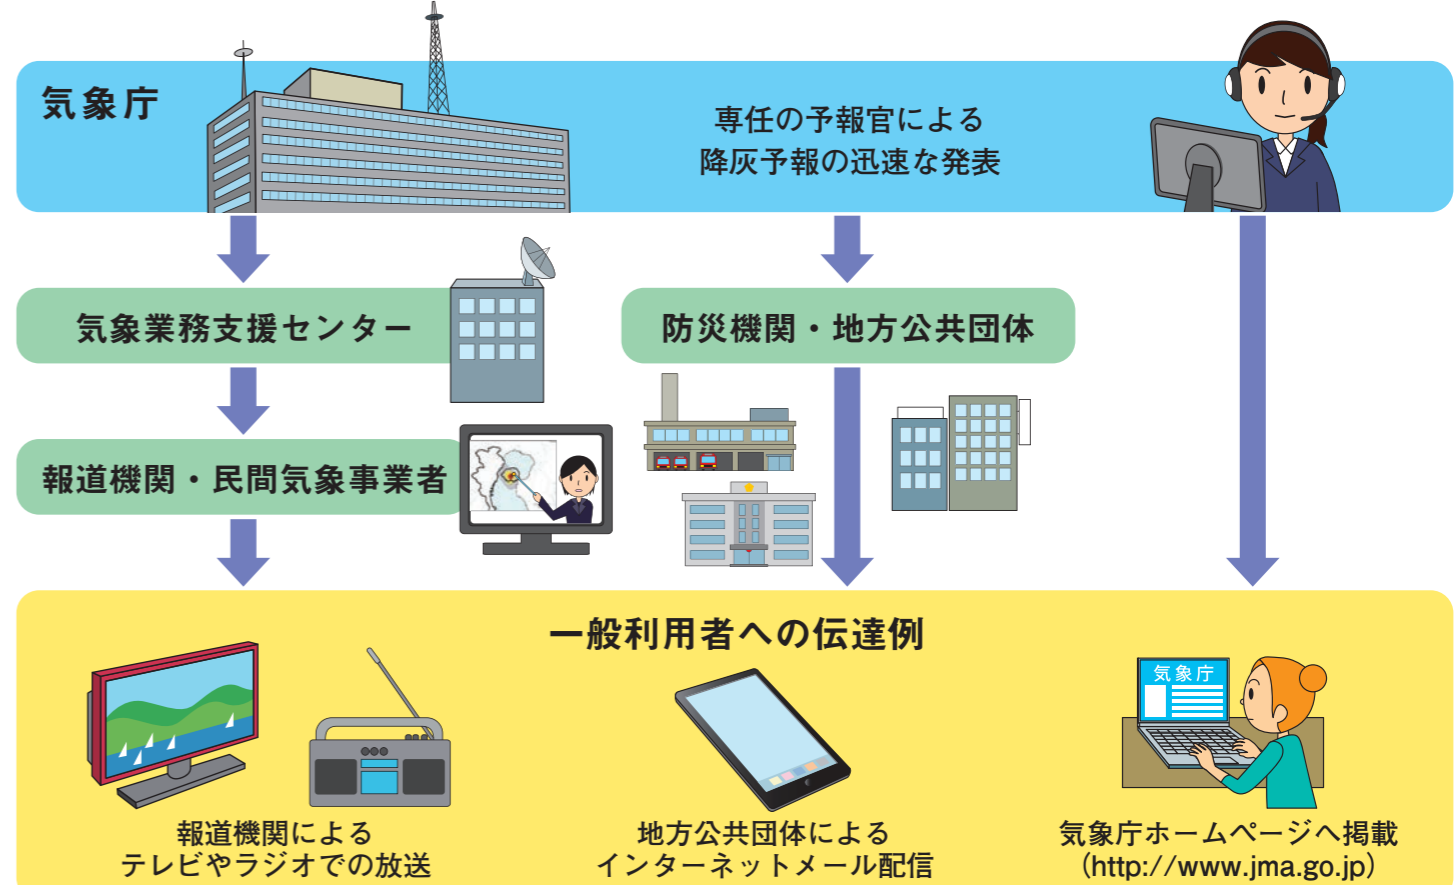 気象庁
専任の予報官による
降灰予報の迅速な発表
気象業務支援センター
防災機関・地方公共団体
報道機関・民間気象事業者
一般利用者への伝達例
気象庁
報道機関による
テレビやラジオでの放送
地方公共団体による
インターネットメール配信
気象庁ホームページへ掲載
（http://www.jma.go.jp）